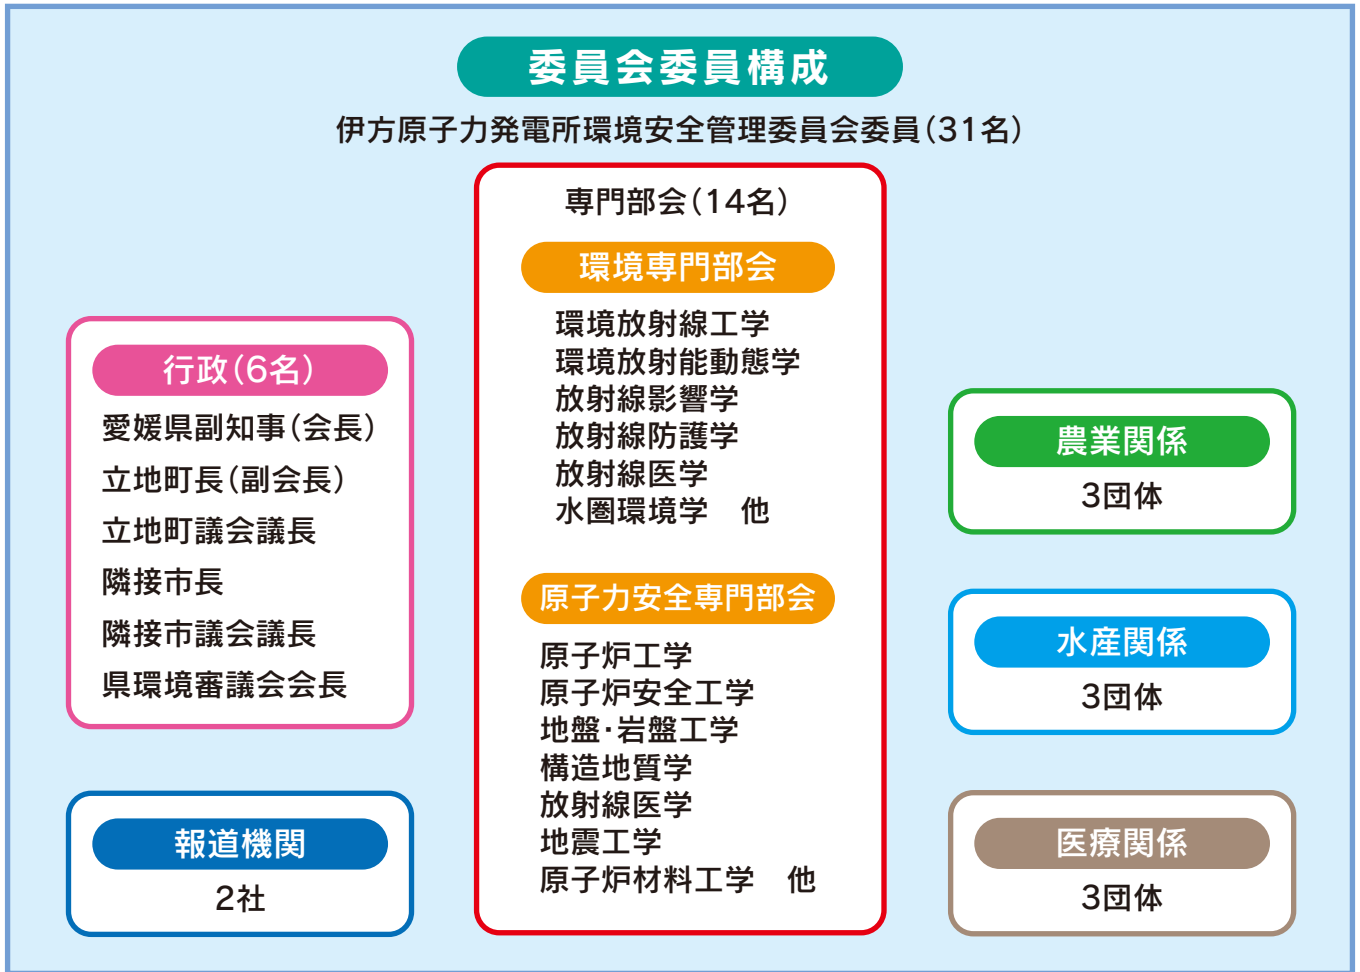 委員会委員構成
伊方原子力発電所環境安全管理委員会委員(31名)
行政(6名)
愛媛県副知事(会長)
立地町長(副会長)
立地町議会議長
隣接市長
隣接市議会議長
県環境審議会会長
報道機関
2社
専門部会(14名)
環境専門部会
環境放射線工学
環境放射能動態学
放射線影響学
放射線防護学
放射線医学
水圏環境学　他
原子力安全専門部会
原子炉工学
原子炉安全工学
地盤・岩盤工学
構造地質学
放射線医学
地震工学
原子炉材料工学　他
農業関係
3団体
水産関係
3団体
医療関係
3団体